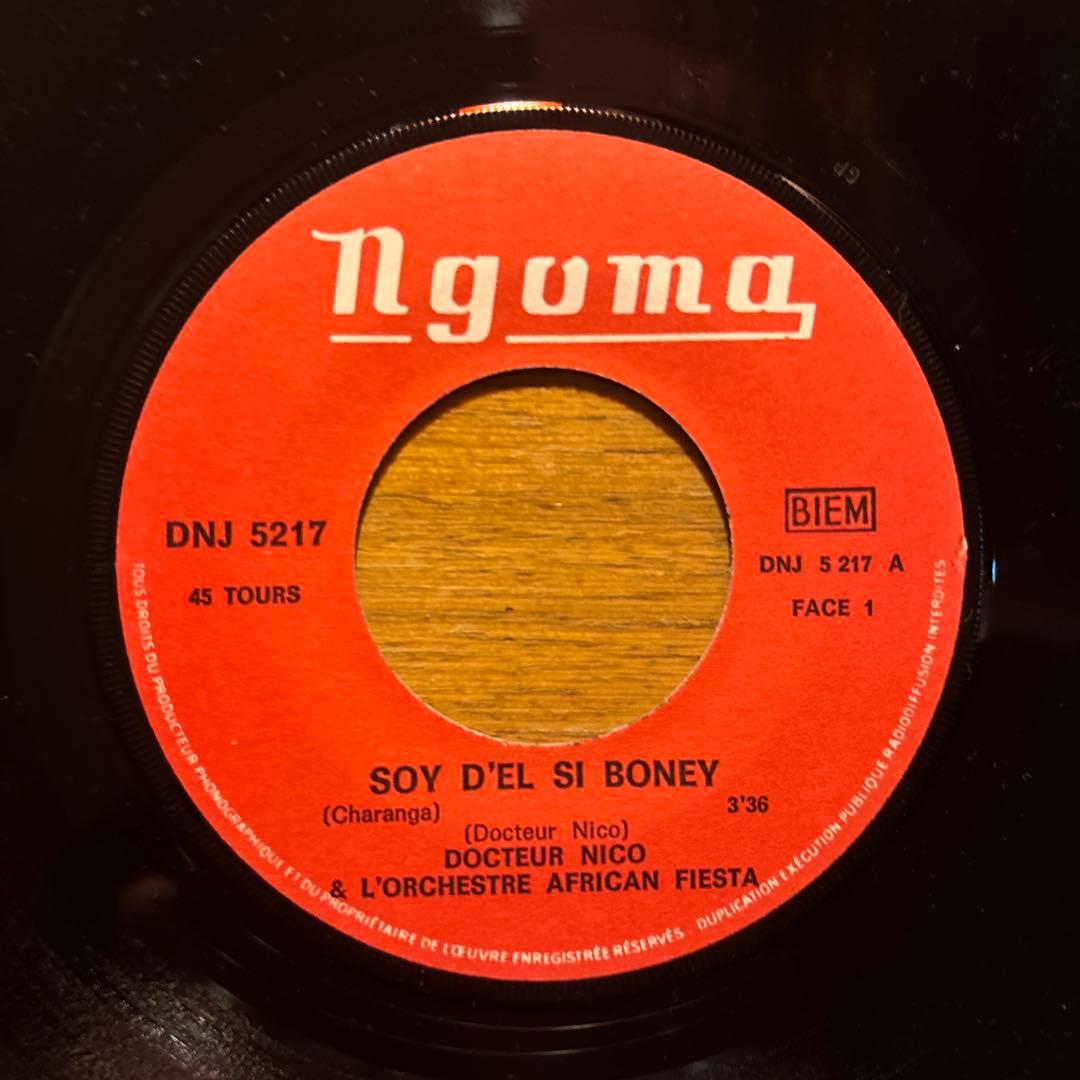 Ngoma
DNJ 5217
45 TOURS
BIEM
DNJ 5 217 A
FACE 1
SOY D'EL SI BONEY
(Charanga)
3'36
(Docteur Nico)
DOCTEUR NICO
& L'ORCHESTRE AFRICAN FIESTA
TOUS DROITS DU PRODUCTEUR PHONOGRAPHIQUE ET DU PROPRIÉTAIRE DE L'ŒUVRE ENREGISTRÉE RÉSERVÉS . DUPLICATION EXÉCUTION PUBLIQUE RADIODIFFUSION INTERDITES
GP